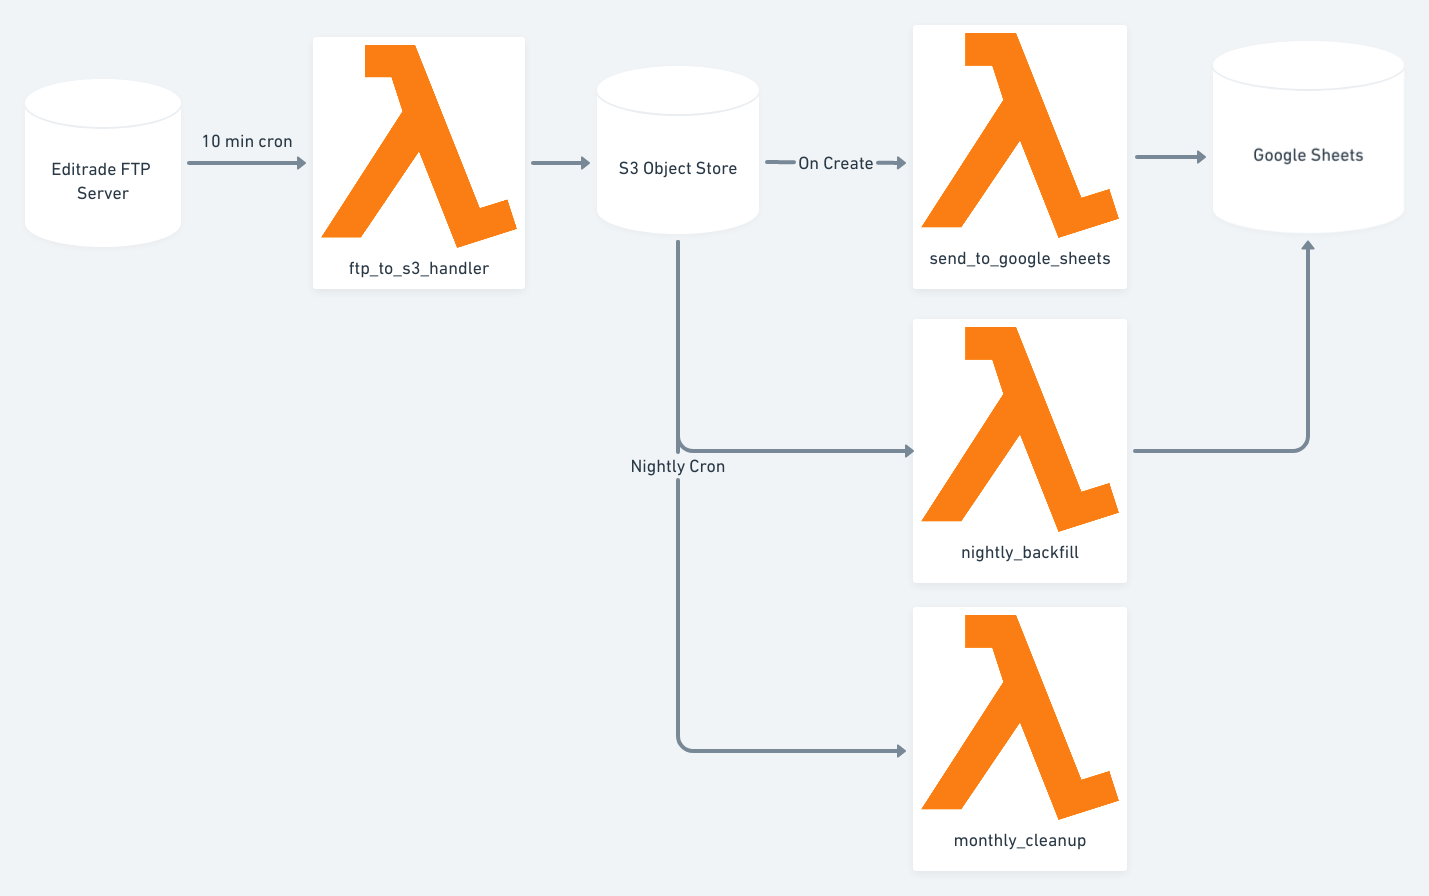 10 min cron
Editrade FTP
Server
ftp_to_s3_handler
S3 Object Store
On Create
send_to_google_sheets
Google Sheets
Nightly Cron
nightly_backfill
monthly_cleanup